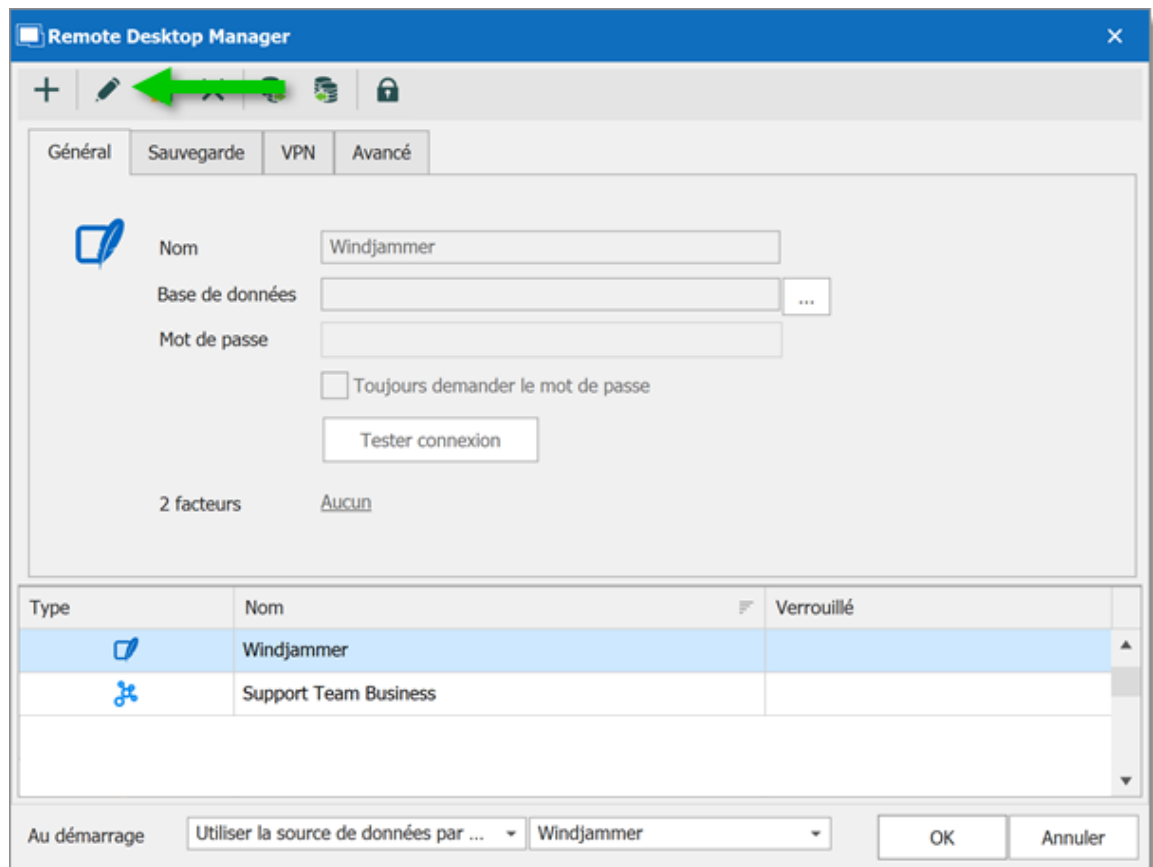 Remote Desktop Manager
Général Sauvegarde VPN Avancé
Nom Windjammer
Base de données ...
Mot de passe
Toujours demander le mot de passe
Tester connexion
2 facteurs Aucun
Type Nom Verrouillé
Windjammer
Support Team Business
Au démarrage Utiliser la source de données par ... Windjammer OK Annuler